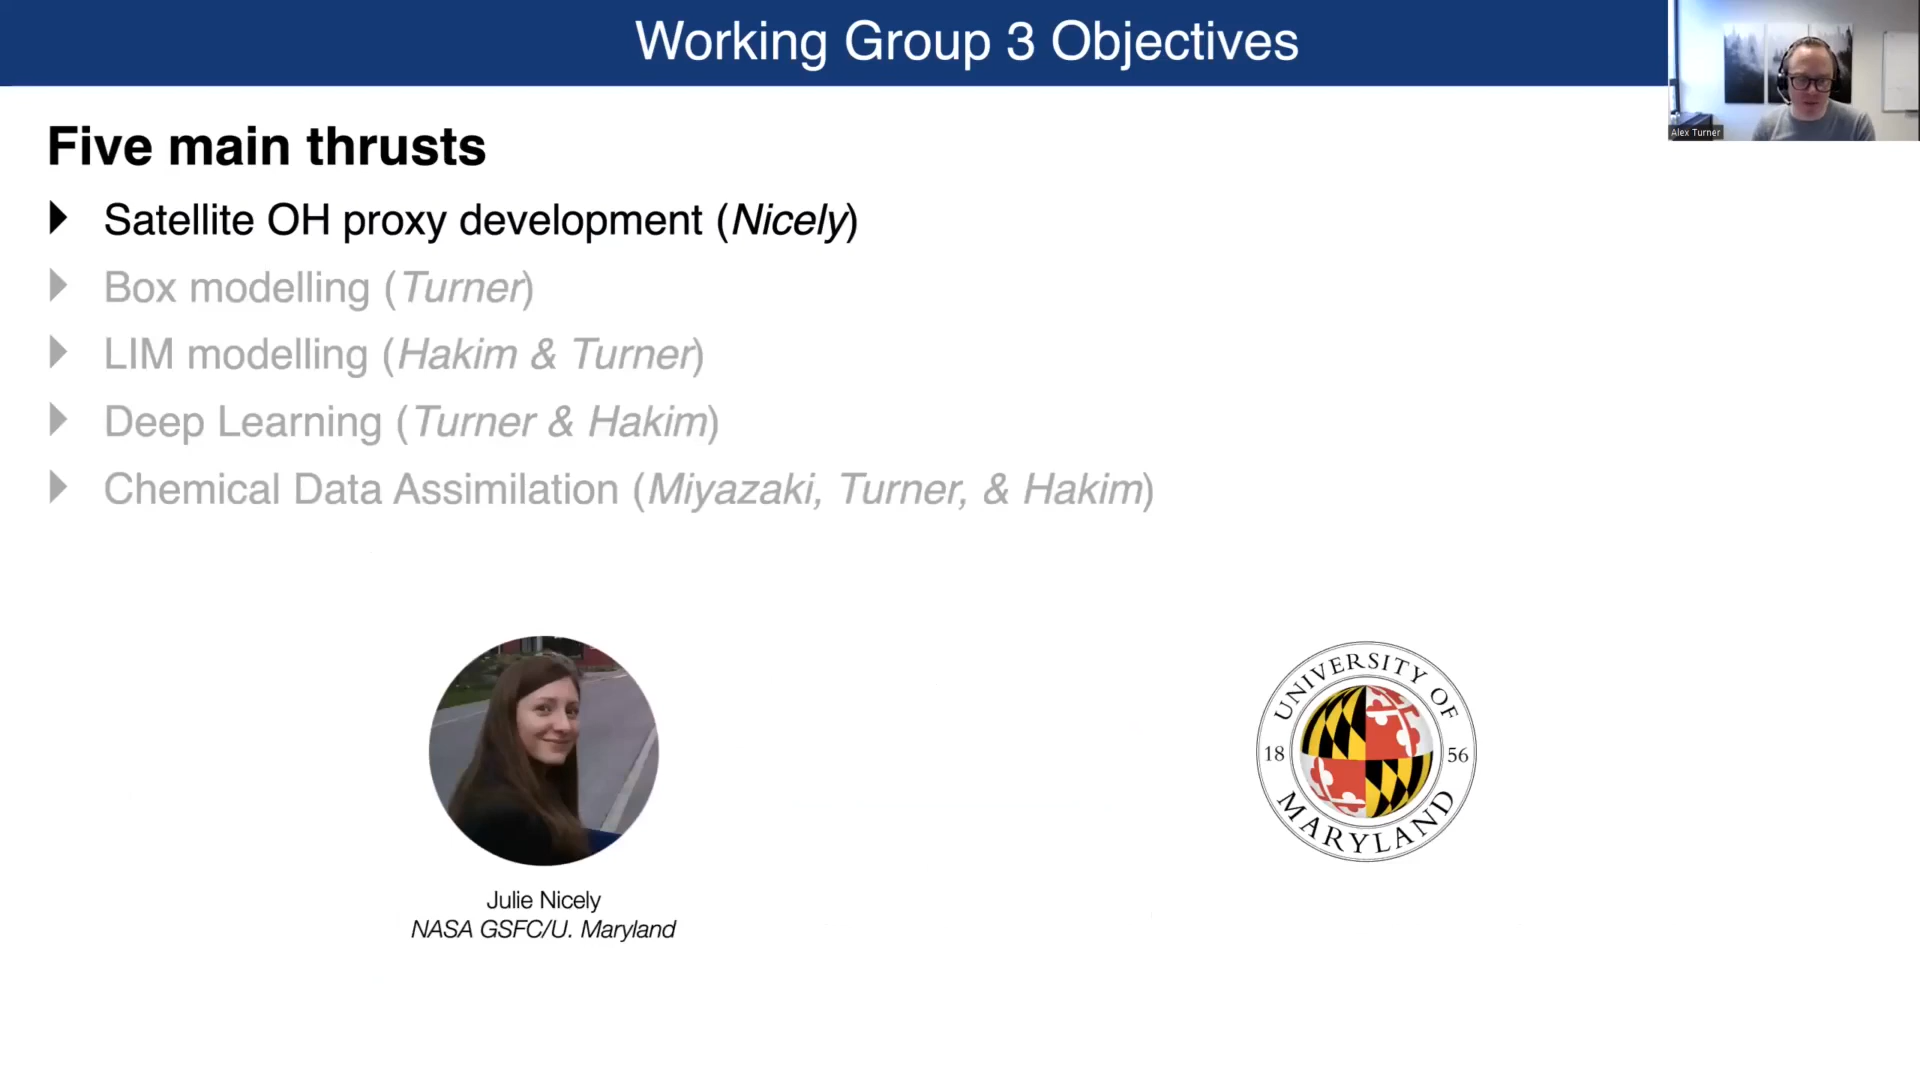 Working Group 3 Objectives
Alex Turner
Five main thrusts
Satellite OH proxy development (Nicely)
Box modelling (Turner)
LIM modelling (Hakim & Turner)
Deep Learning (Turner & Hakim)
Chemical Data Assimilation (Miyazaki, Turner, & Hakim)
UNIVERSITY OF
18 56
MARYLAND
Julie Nicely
NASA GSFC/U. Maryland